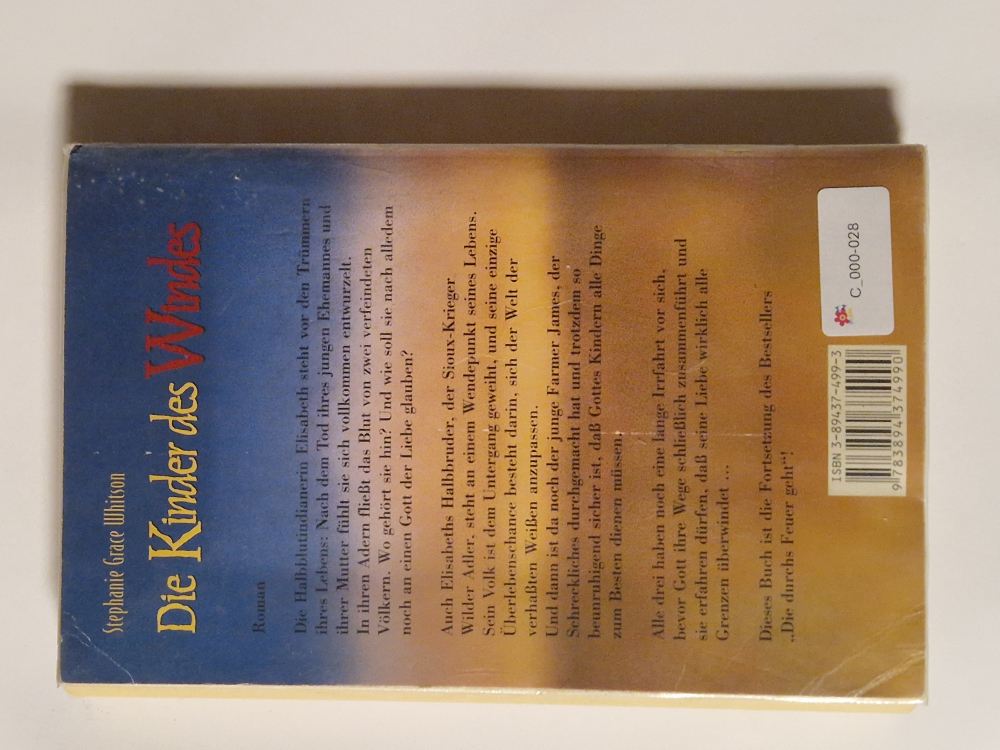 Stephanie Grace Whitson
Die Kinder des Windes
Roman
Die Halbblutindianerin Elisabeth steht vor den Trümmern
ihres Lebens: Nach dem Tod ihres jungen Ehemannes und
ihrer Mutter fühlt sie sich vollkommen entwurzelt.
In ihren Adern fließt das Blut von zwei verfeindeten
Völkern. Wo gehört sie hin? Und wie soll sie nach alledem
noch an einen Gott der Liebe glauben?
Auch Elisabeths Halbbruder, der Sioux-Krieger
Wilder Adler, steht an einem Wendepunkt seines Lebens.
Sein Volk ist dem Untergang geweiht, und seine einzige
Überlebenschance besteht darin, sich der Welt der
verhaßten Weißen anzupassen.
Und dann ist da noch der junge Farmer James, der
Schreckliches durchgemacht hat und trotzdem so
beunruhigend sicher ist, daß Gottes Kindern alle Dinge
zum Besten dienen müssen.
Alle drei haben noch eine lange Irrfahrt vor sich,
bevor Gott ihre Wege schließlich zusammenführt und
sie erfahren dürfen, daß seine Liebe wirklich alle
Grenzen überwindet ...
Dieses Buch ist die Fortsetzung des Bestsellers
„Die durchs Feuer geht“!
ISBN 3-89437-499-3
9 783894 374990
C_000-028